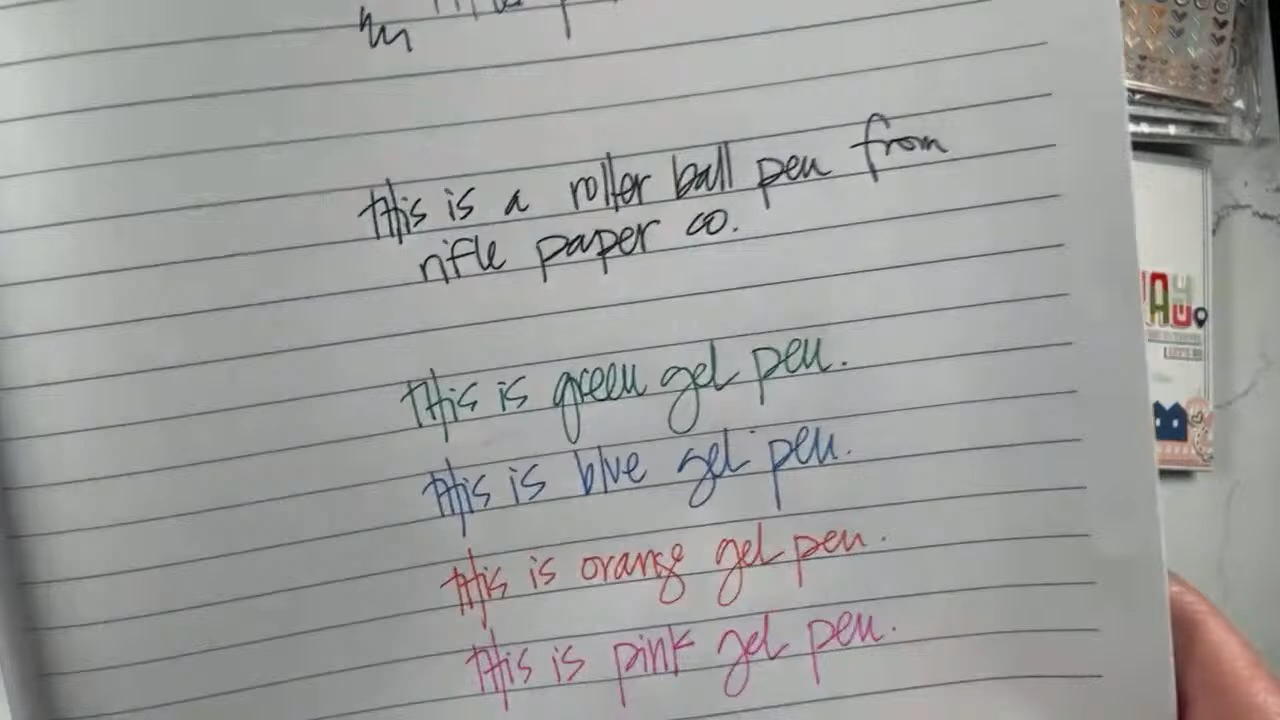 this is a roller ball pen from
rifle paper co.
this is green gel pen.
this is blue gel pen.
this is orange gel pen.
this is pink gel pen.